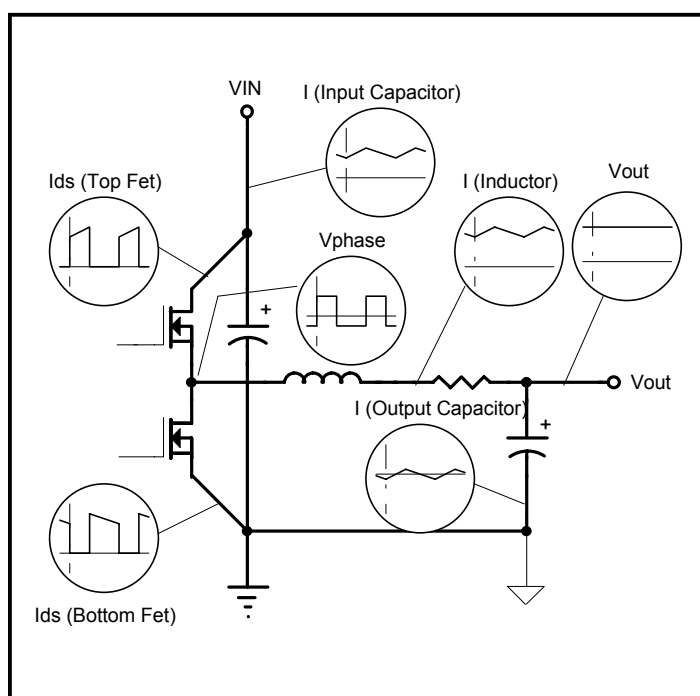 VIN
I (Input Capacitor)
Ids (Top Fet)
I (Inductor)
Vout
Vphase
+
Vout
I (Output Capacitor)
+
Ids (Bottom Fet)